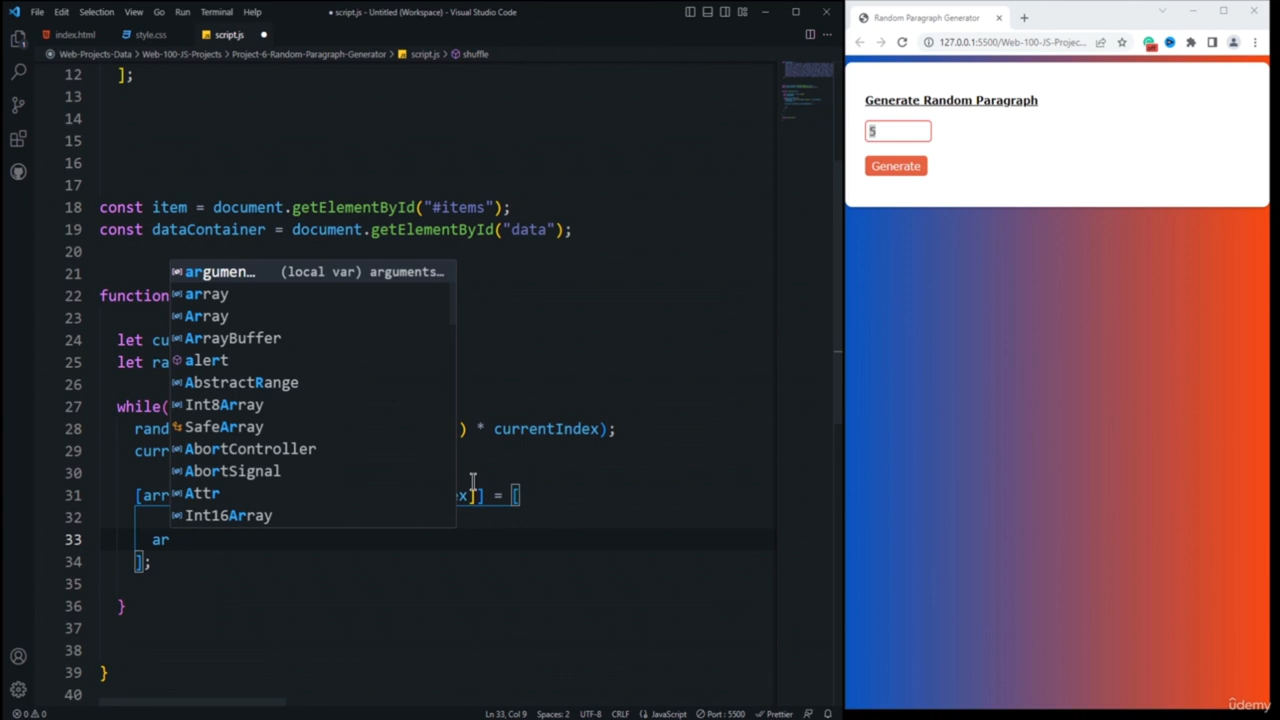 File Edit Selection View Go Run Terminal Help
● script.js - Untitled (Workspace) - Visual Studio Code
index.html style.css script.js
Web-Projects-Data > Web-100-JS-Projects > Project-6-Random-Paragraph-Generator > script.js > shuffle
12 ];
13
14
15
16
17
18 const item = document.getElementById("#items");
19 const dataContainer = document.getElementById("data");
20
21
22 function
23
24 let cu
25 let ra
26
27 while(
28 rand ) * currentIndex);
29 curr
30
31 [arr ex]] = [
32
33 ar
34 ];
35
36 }
37
38
39 }
40
argumen… (local var) arguments…
array
Array
ArrayBuffer
alert
AbstractRange
Int8Array
SafeArray
AbortController
AbortSignal
Attr
Int16Array
0 0
Ln 33, Col 9 Spaces: 2 UTF-8 CRLF JavaScript Port : 5500 Prettier
Random Paragraph Generator
127.0.0.1:5500/Web-100-JS-Projec...
Generate Random Paragraph
5
Generate
ûdemy